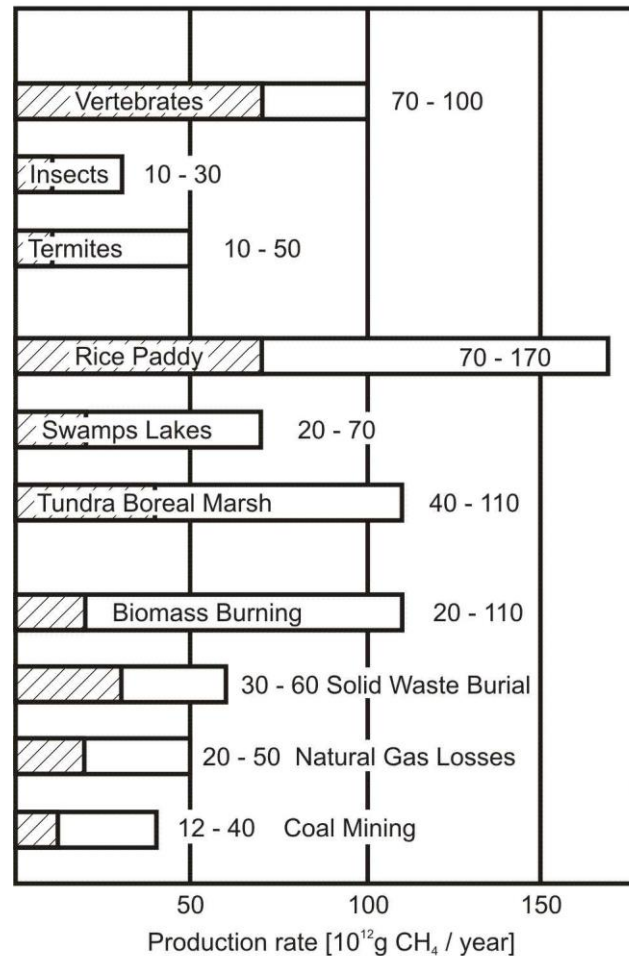 Vertebrates 70 - 100
Insects 10 - 30
Termites 10 - 50
Rice Paddy 70 - 170
Swamps Lakes 20 - 70
Tundra Boreal Marsh 40 - 110
Biomass Burning 20 - 110
30 - 60 Solid Waste Burial
20 - 50 Natural Gas Losses
12 - 40 Coal Mining
50 100 150
Production rate [10¹²g CH₄ / year]